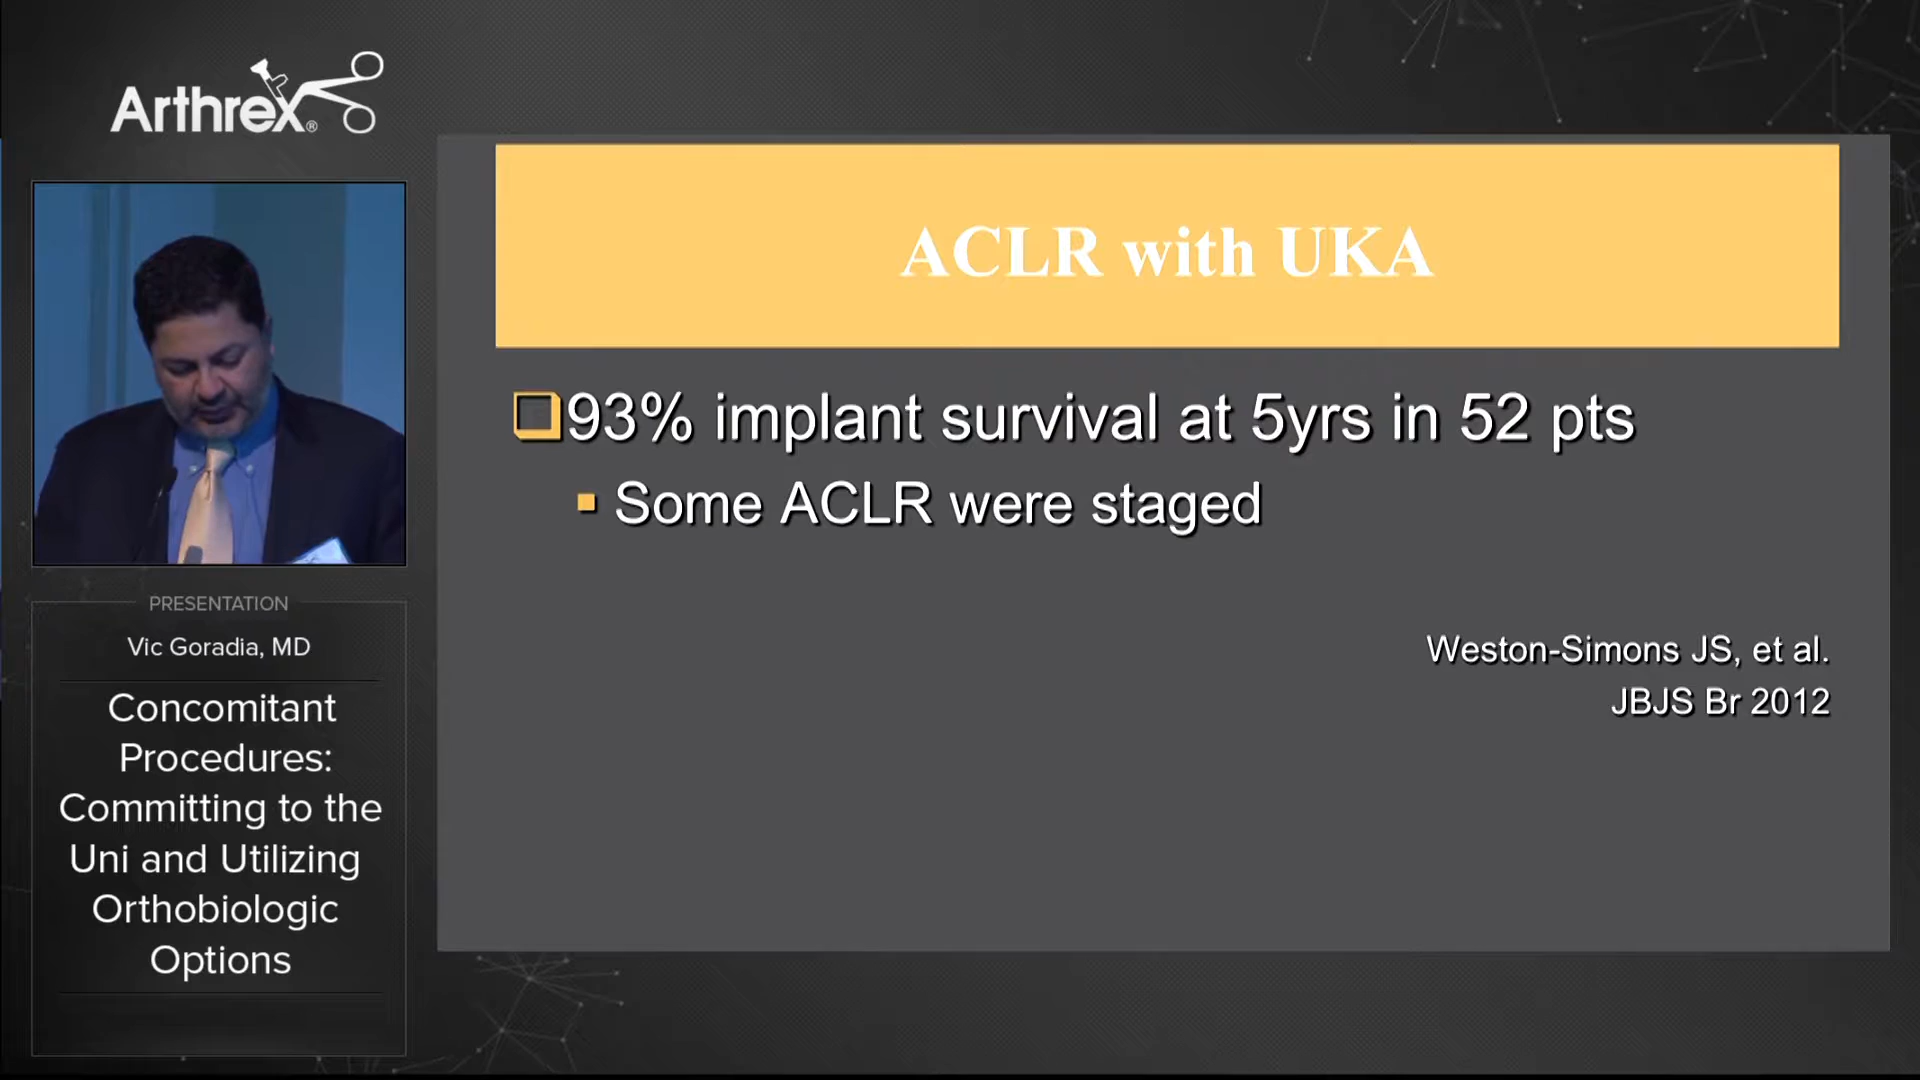 Arthrex®
PRESENTATION
Vic Goradia, MD
Concomitant
Procedures:
Committing to the
Uni and Utilizing
Orthobiologic
Options
ACLR with UKA
93% implant survival at 5yrs in 52 pts
Some ACLR were staged
Weston-Simons JS, et al.
JBJS Br 2012